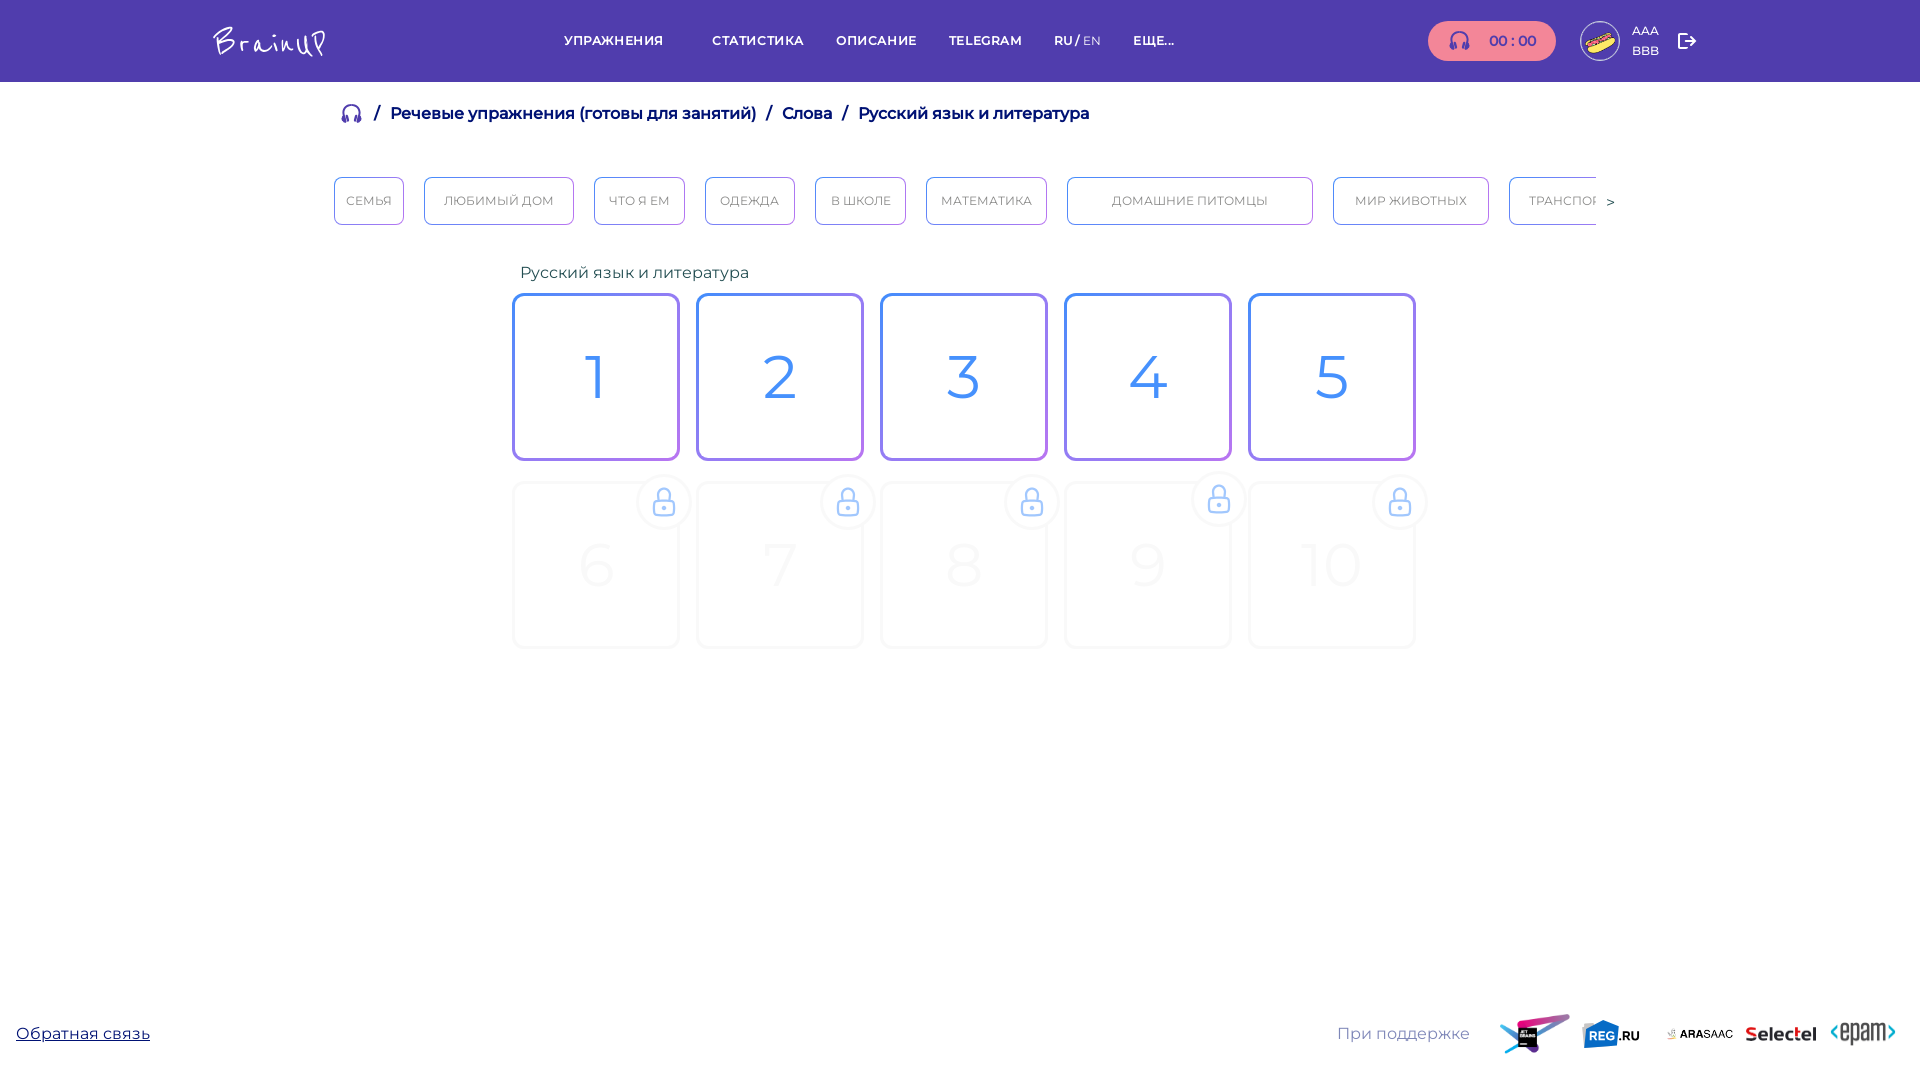 BrainUP УПРАЖНЕНИЯ СТАТИСТИКА ОПИСАНИЕ TELEGRAM RU / EN ЕЩЕ... 00 : 00 AAA
BBB
/ Речевые упражнения (готовы для занятий) / Слова / Русский язык и литература
СЕМЬЯ ЛЮБИМЫЙ ДОМ ЧТО Я ЕМ ОДЕЖДА В ШКОЛЕ МАТЕМАТИКА ДОМАШНИЕ ПИТОМЦЫ МИР ЖИВОТНЫХ ТРАНСПОР >
Русский язык и литература
1 2 3 4 5
6 7 8 9 10
Обратная связь При поддержке JET BRAINS REG.RU ARASAAC Selectel <epam>